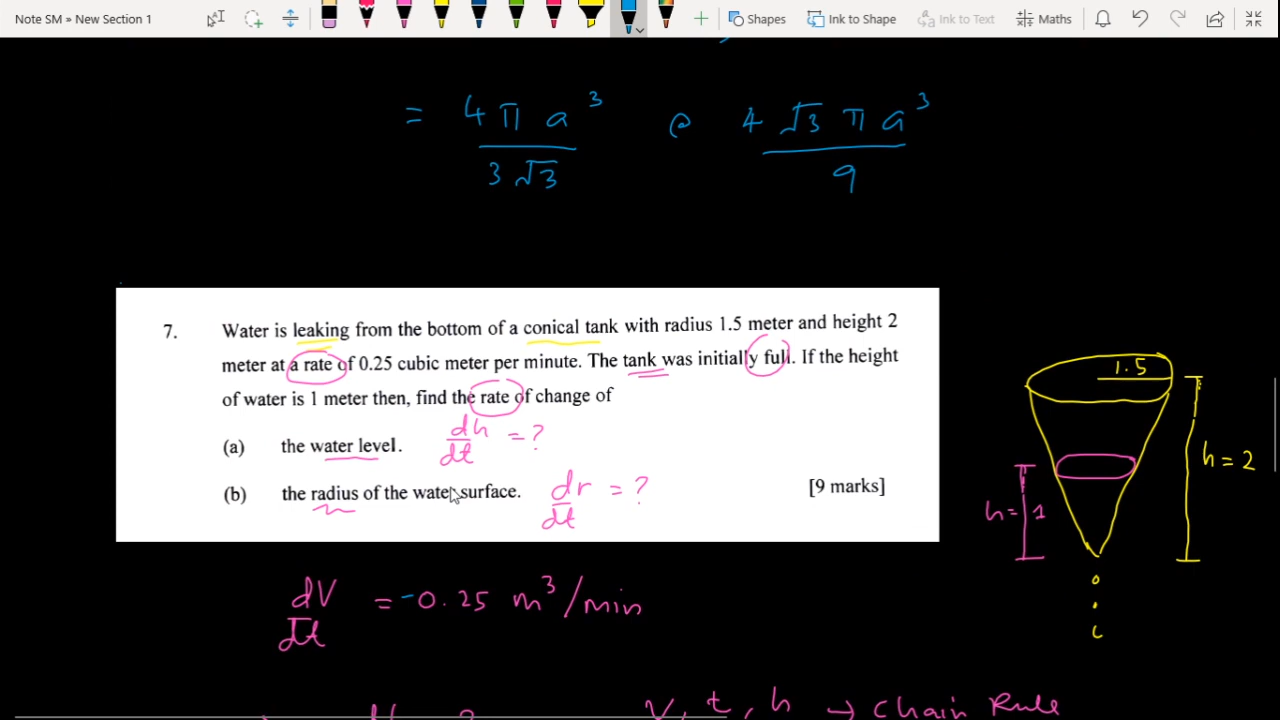 Note SM » New Section 1 Shapes Ink to Shape Ink to Text Maths
= 4πa³ / 3√3 @ 4√3 πa³ / 9
7. Water is leaking from the bottom of a conical tank with radius 1.5 meter and height 2
meter at a rate of 0.25 cubic meter per minute. The tank was initially full. If the height
of water is 1 meter then, find the rate of change of
(a) the water level. dh/dt = ?
(b) the radius of the water surface. dr/dt = ? [9 marks]
1.5
h = 2
h = 1
dV/dt = -0.25 m³/min
V, t, h → Chain Rule